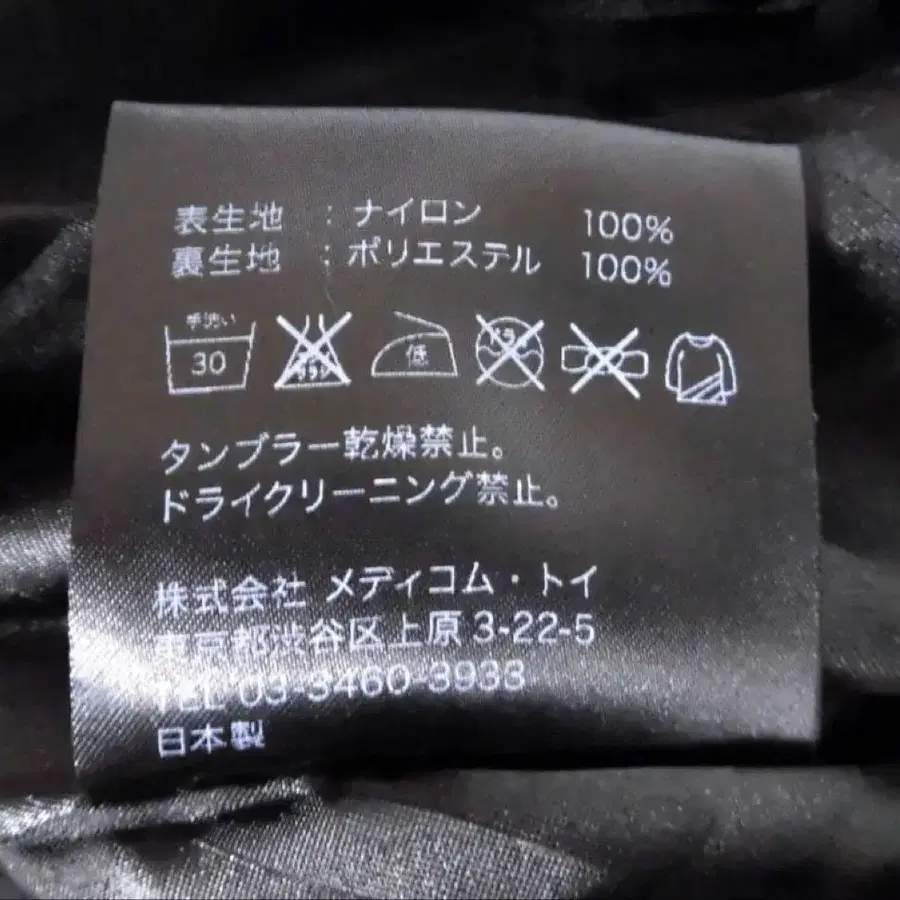 表生地 : ナイロン 100%
裏生地 : ポリエステル 100%
手洗い 30 低 ドライ
タンブラー乾燥禁止。
ドライクリーニング禁止。
株式会社 メディコム・トイ
東京都渋谷区上原3-22-5
TEL 03-3460-3933
日本製